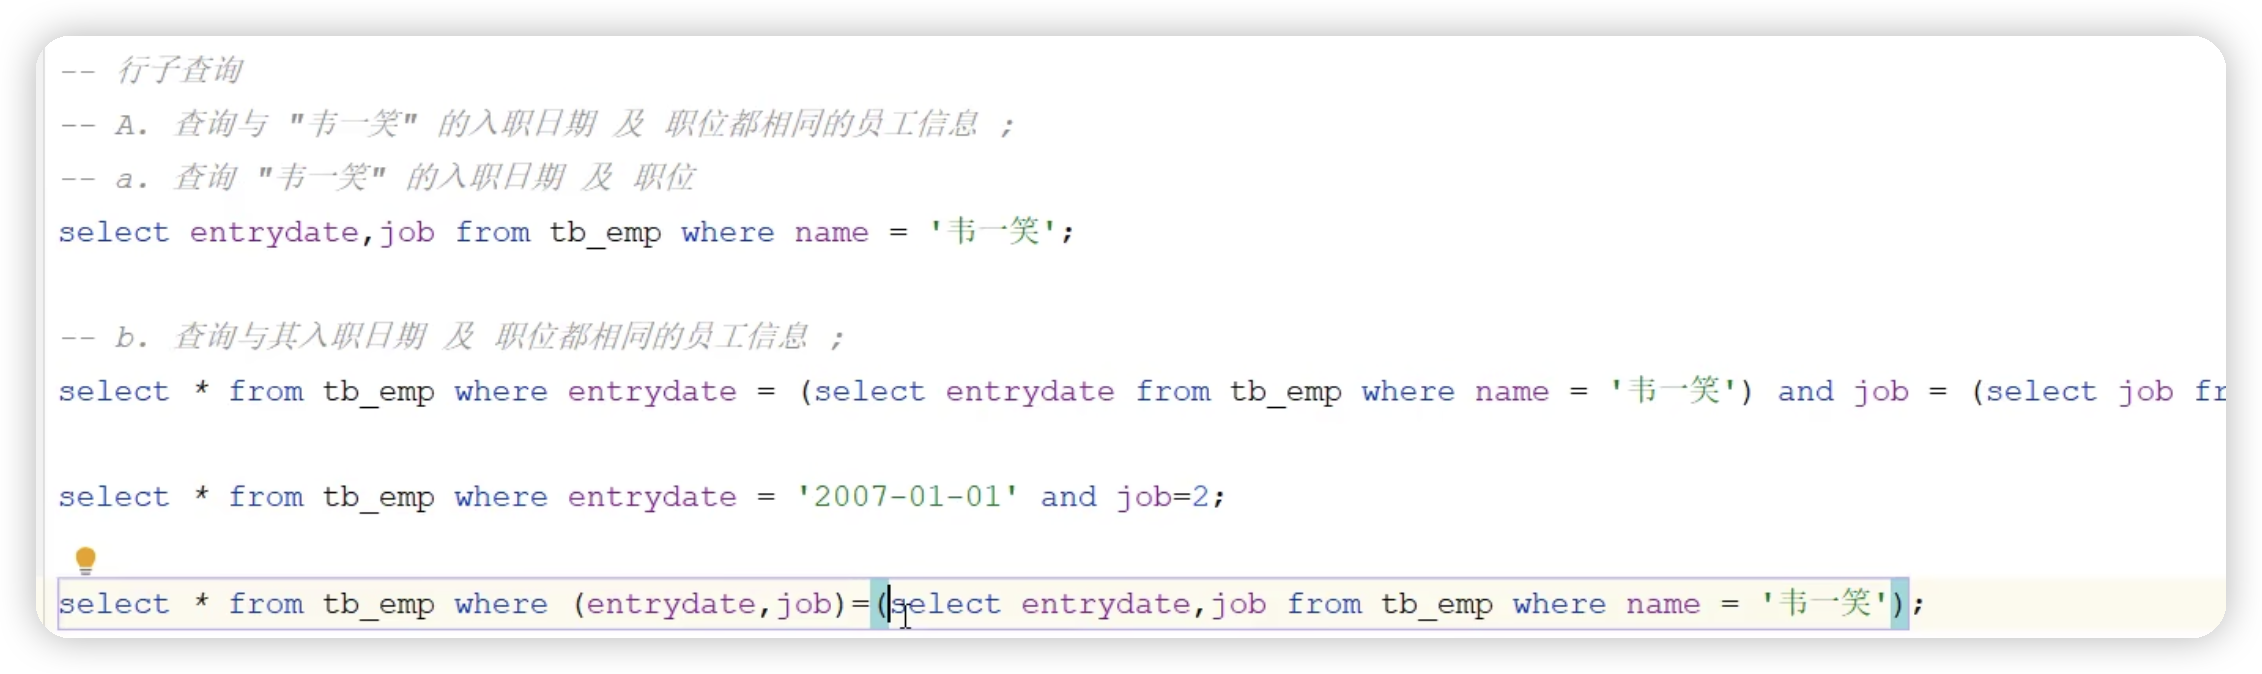 -- 行子查询
-- A. 查询与 "韦一笑" 的入职日期 及 职位都相同的员工信息 ;
-- a. 查询 "韦一笑" 的入职日期 及 职位
select entrydate,job from tb_emp where name = '韦一笑';
-- b. 查询与其入职日期 及 职位都相同的员工信息 ;
select * from tb_emp where entrydate = (select entrydate from tb_emp where name = '韦一笑') and job = (select job fr
select * from tb_emp where entrydate = '2007-01-01' and job=2;
select * from tb_emp where (entrydate,job)=(select entrydate,job from tb_emp where name = '韦一笑');